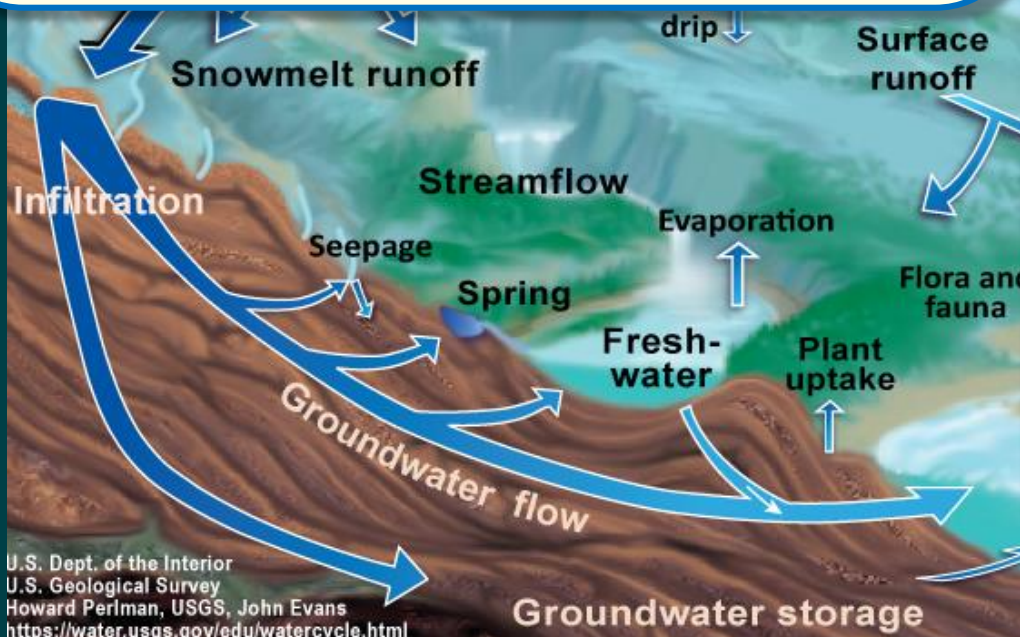 drip
Surface
runoff
Snowmelt runoff
Streamflow
Infiltration
Evaporation
Seepage
Flora and
fauna
Spring
Fresh-
water
Plant
uptake
Groundwater flow
U.S. Dept. of the Interior
U.S. Geological Survey
Howard Perlman, USGS, John Evans
https://water.usgs.gov/edu/watercycle.html
Groundwater storage